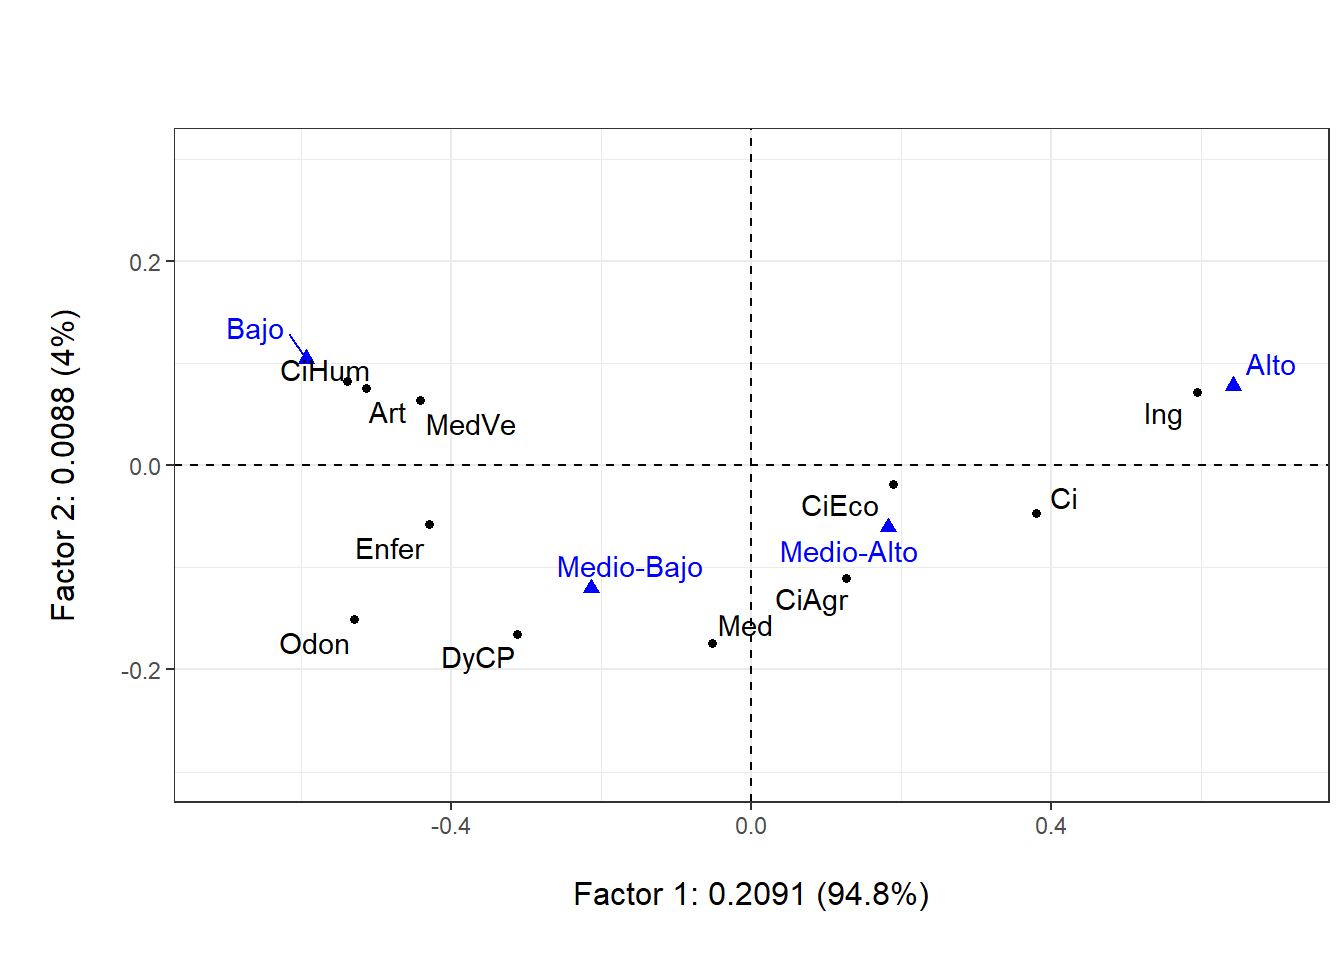 0.2
0.0
-0.2
Factor 2: 0.0088 (4%)
Bajo
CiHum
Art
MedVe
Alto
Ing
CiEco
Ci
Enfer
Medio-Bajo
Medio-Alto
CiAgr
Med
Odon
DyCP
-0.4
0.0
0.4
Factor 1: 0.2091 (94.8%)